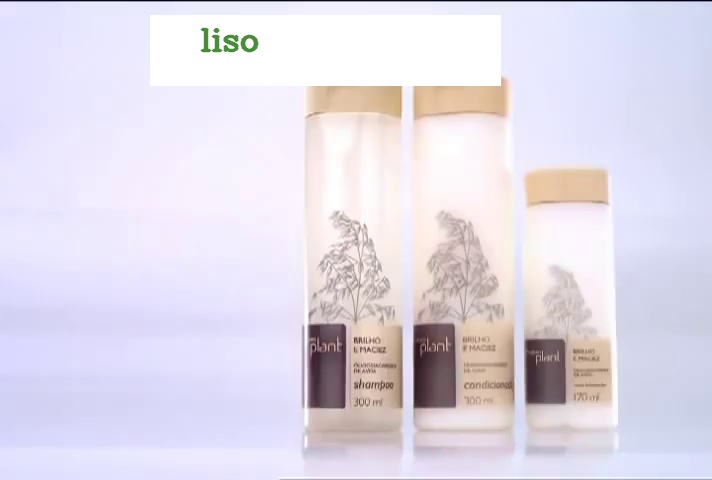 liso
plant
BRILHO
E MACIEZ
OLIGOSSACARÍDEOS
DE AVEIA
shampoo
300 ml
plant
BRILHO
E MACIEZ
condicionador
300 ml
plant
BRILHO
E MACIEZ
170 ml